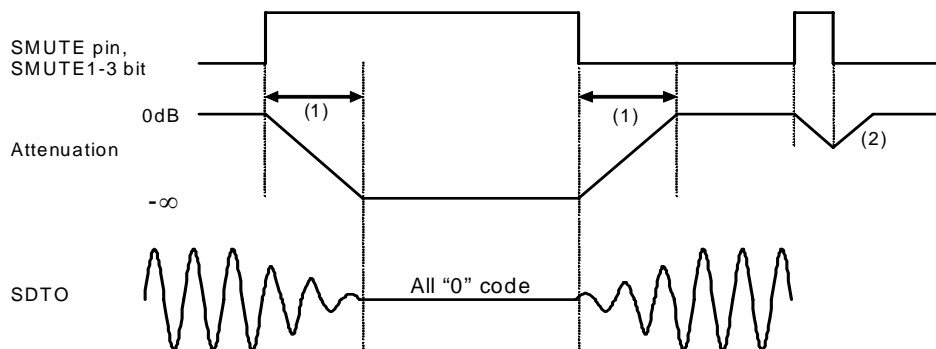 SMUTE pin,
SMUTE1-3 bit
0dB
(1)
(1)
(2)
Attenuation
-∞
SDTO
All “0” code